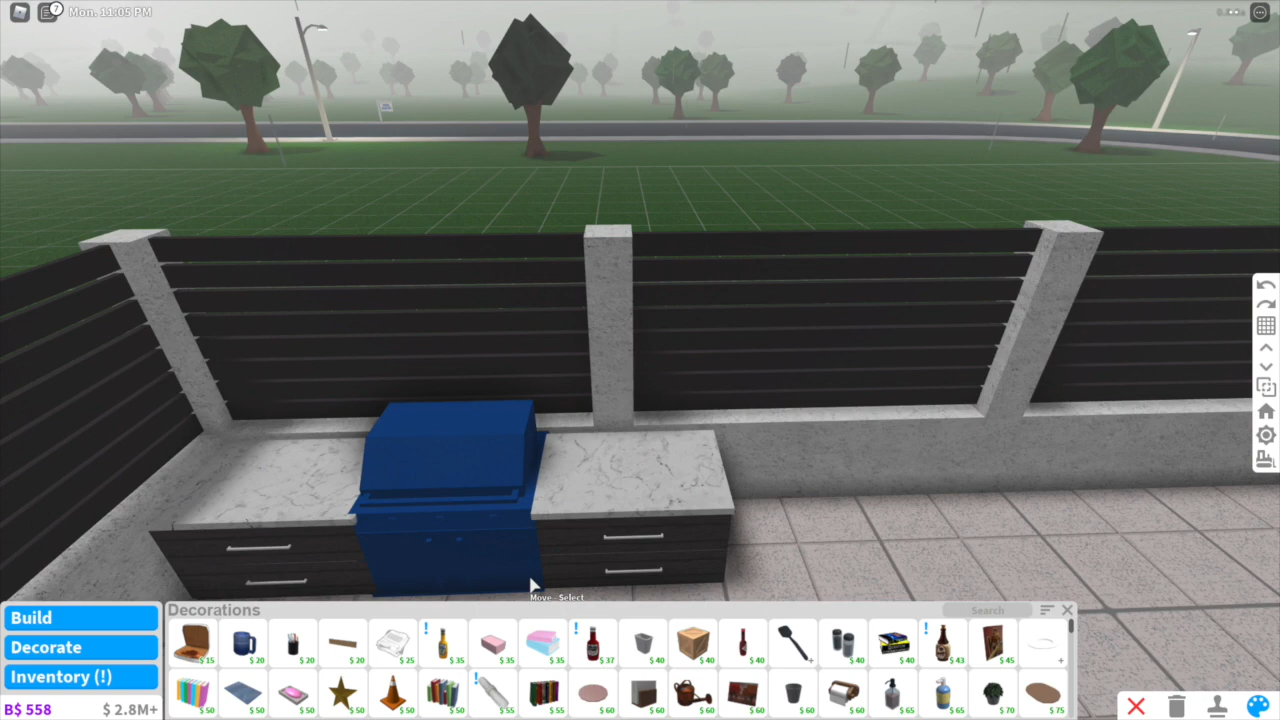 7
Mon. 11:05 PM
Move - Select
Decorations
Search
Build
Decorate
Inventory (!)
B$ 558
$ 2.8M+
! ! !
$ 15 $ 20 $ 20 $ 20 $ 25 $ 35 $ 35 $ 35 $ 37 $ 40 $ 40 $ 40 + $ 40 $ 40 $ 43 $ 45 +
!
$ 50 $ 50 $ 50 $ 50 $ 50 $ 50 $ 55 $ 55 $ 60 $ 60 $ 60 $ 60 $ 60 $ 60 $ 65 $ 65 $ 70 $ 75